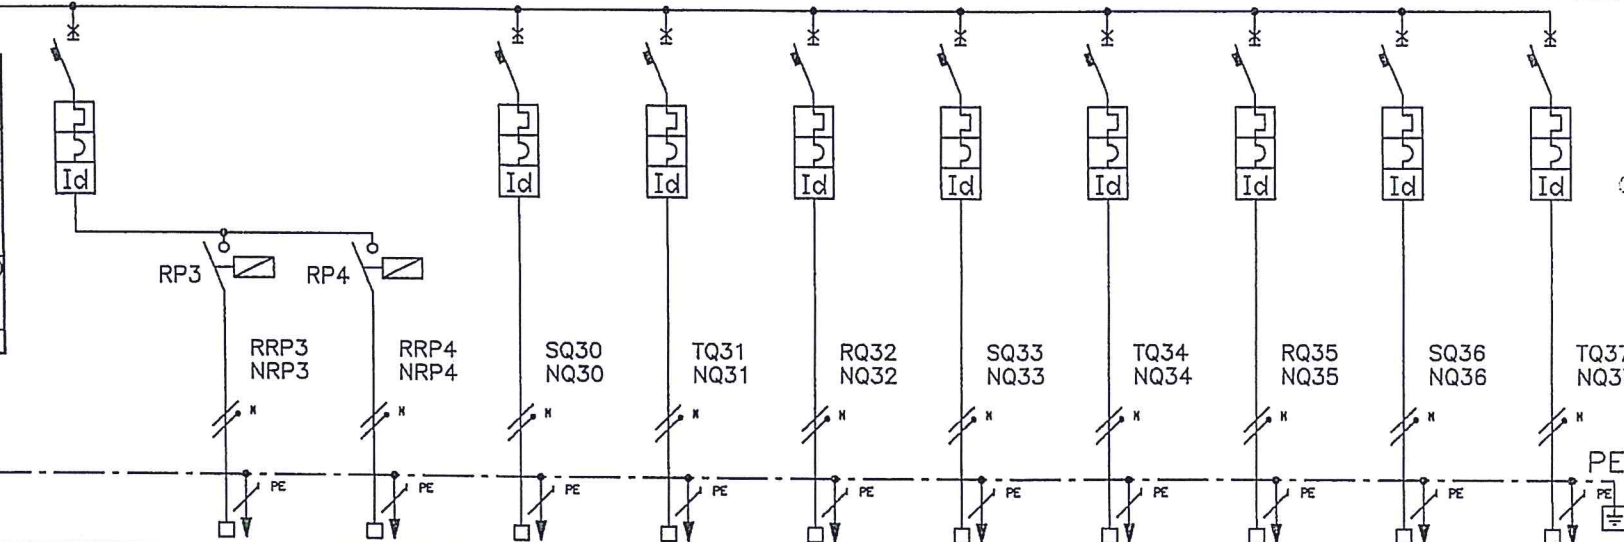 Id Id Id Id Id Id Id Id Id
RP3 RP4
RRP3 RRP4 SQ30 TQ31 RQ32 SQ33 TQ34 RQ35 SQ36 TQ37
NRP3 NRP4 NQ30 NQ31 NQ32 NQ33 NQ34 NQ35 NQ36
PE
PE PE PE PE PE PE PE PE PE PE